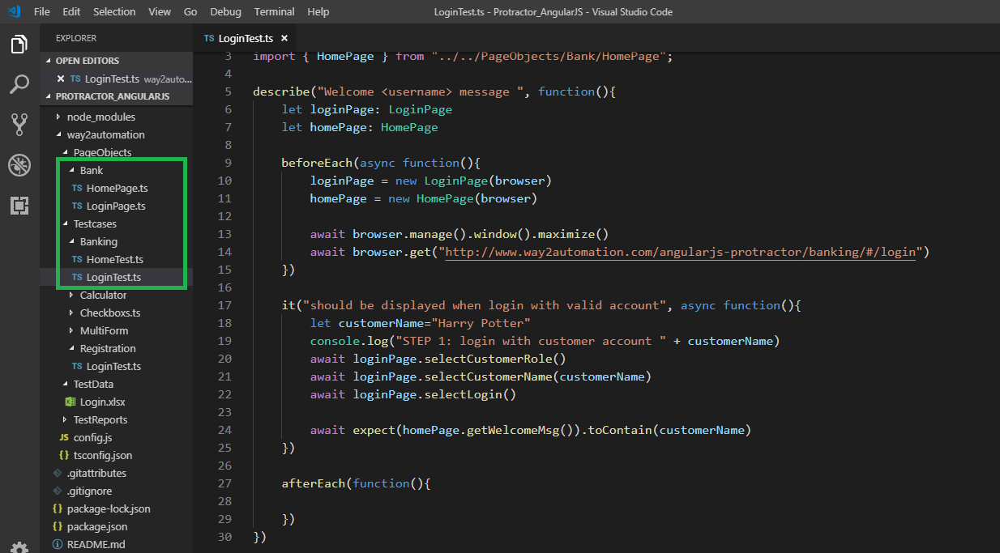 File Edit Selection View Go Debug Terminal Help LoginTest.ts - Protractor_AngularJS - Visual Studio Code
EXPLORER
OPEN EDITORS
TS LoginTest.ts way2auto...
PROTRACTOR_ANGULARJS
node_modules
way2automation
PageObjects
Bank
TS HomePage.ts
TS LoginPage.ts
Testcases
Banking
TS HomeTest.ts
TS LoginTest.ts
Calculator
Checkboxs.ts
MultiForm
Registration
TS LoginTest.ts
TestData
Login.xlsx
TestReports
JS config.js
{} tsconfig.json
.gitattributes
.gitignore
{} package-lock.json
{} package.json
README.md
TS LoginTest.ts ×
3 import { HomePage } from "../../PageObjects/Bank/HomePage";
4
5 describe("Welcome <username> message ", function(){
6     let loginPage: LoginPage
7     let homePage: HomePage
8
9     beforeEach(async function(){
10         loginPage = new LoginPage(browser)
11         homePage = new HomePage(browser)
12
13         await browser.manage().window().maximize()
14         await browser.get("http://www.way2automation.com/angularjs-protractor/banking/#/login")
15     })
16
17     it("should be displayed when login with valid account", async function(){
18         let customerName="Harry Potter"
19         console.log("STEP 1: login with customer account " + customerName)
20         await loginPage.selectCustomerRole()
21         await loginPage.selectCustomerName(customerName)
22         await loginPage.selectLogin()
23
24         await expect(homePage.getWelcomeMsg()).toContain(customerName)
25     })
26
27     afterEach(function(){
28
29     })
30 })